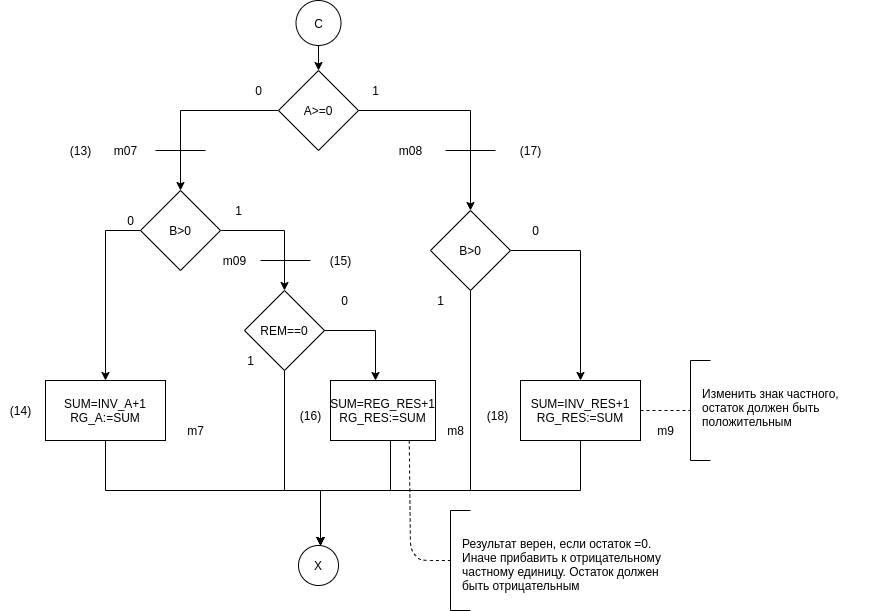 C
A>=0
0
1
(13)
m07
m08
(17)
B>0
0
1
m09
(15)
B>0
0
1
REM==0
0
1
(14)
SUM=INV_A+1
RG_A:=SUM
m7
(16)
SUM=REG_RES+1
RG_RES:=SUM
m8
(18)
SUM=INV_RES+1
RG_RES:=SUM
m9
Изменить знак частного,
остаток должен быть
положительным
X
Результат верен, если остаток =0.
Иначе прибавить к отрицательному
частному единицу. Остаток должен
быть отрицательным